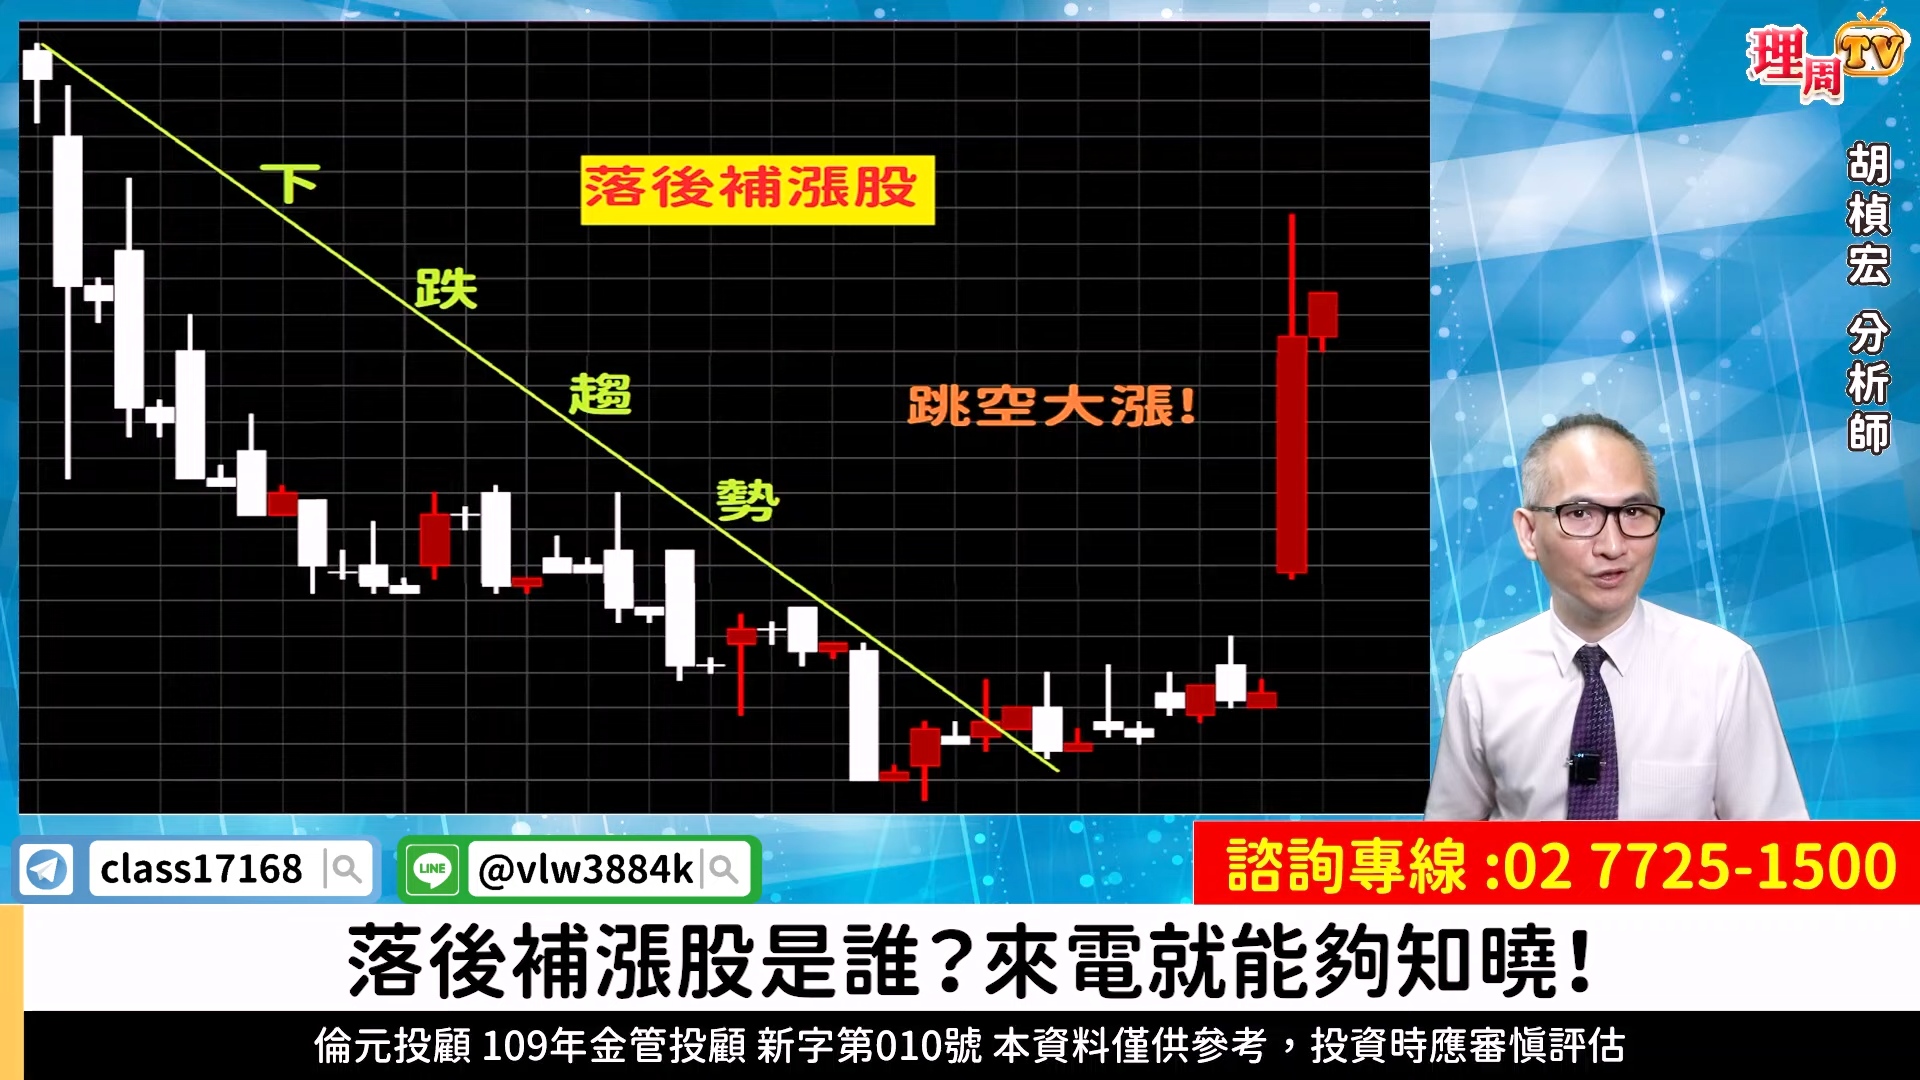 理周TV
胡楨宏 分析師
落後補漲股
下跌趨勢
跳空大漲!
class17168
LINE
@vlw3884k
諮詢專線 :02 7725-1500
落後補漲股是誰?來電就能夠知曉!
倫元投顧 109年金管投顧 新字第010號 本資料僅供參考，投資時應審慎評估